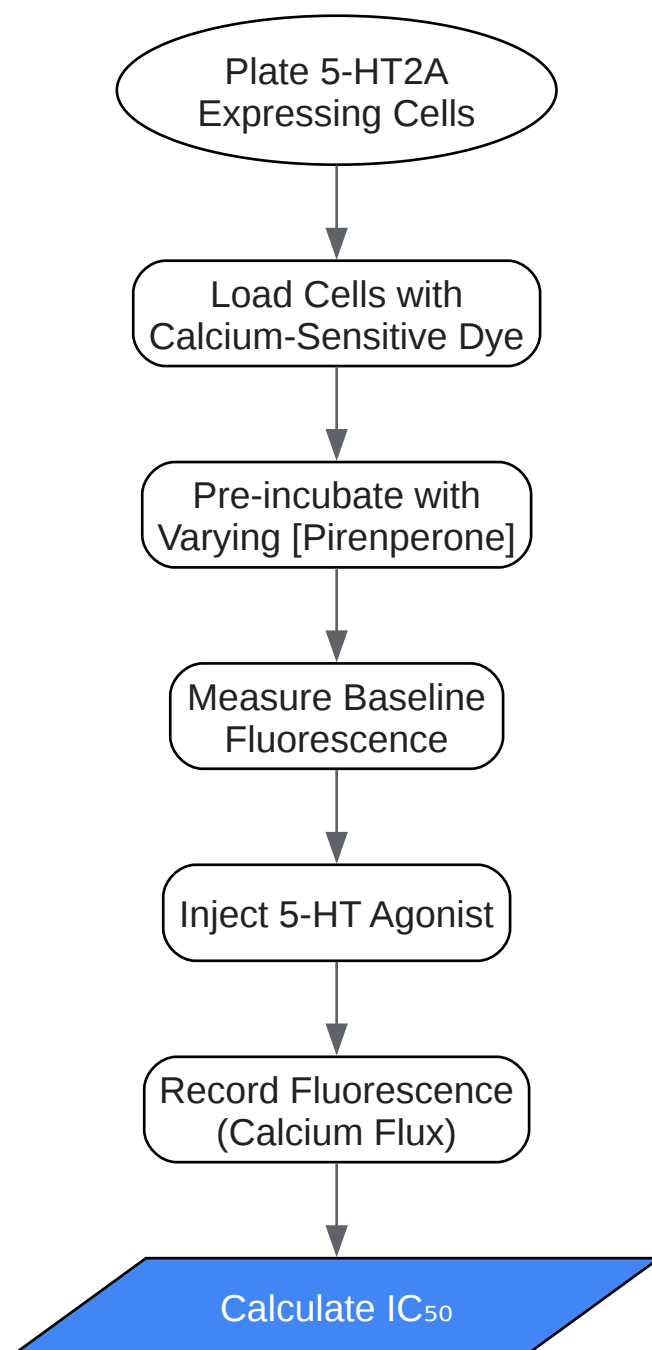 Plate 5-HT2A
Expressing Cells
Load Cells with
Calcium-Sensitive Dye
Pre-incubate with
Varying [Pirenperone]
Measure Baseline
Fluorescence
Inject 5-HT Agonist
Record Fluorescence
(Calcium Flux)
Calculate IC₅₀